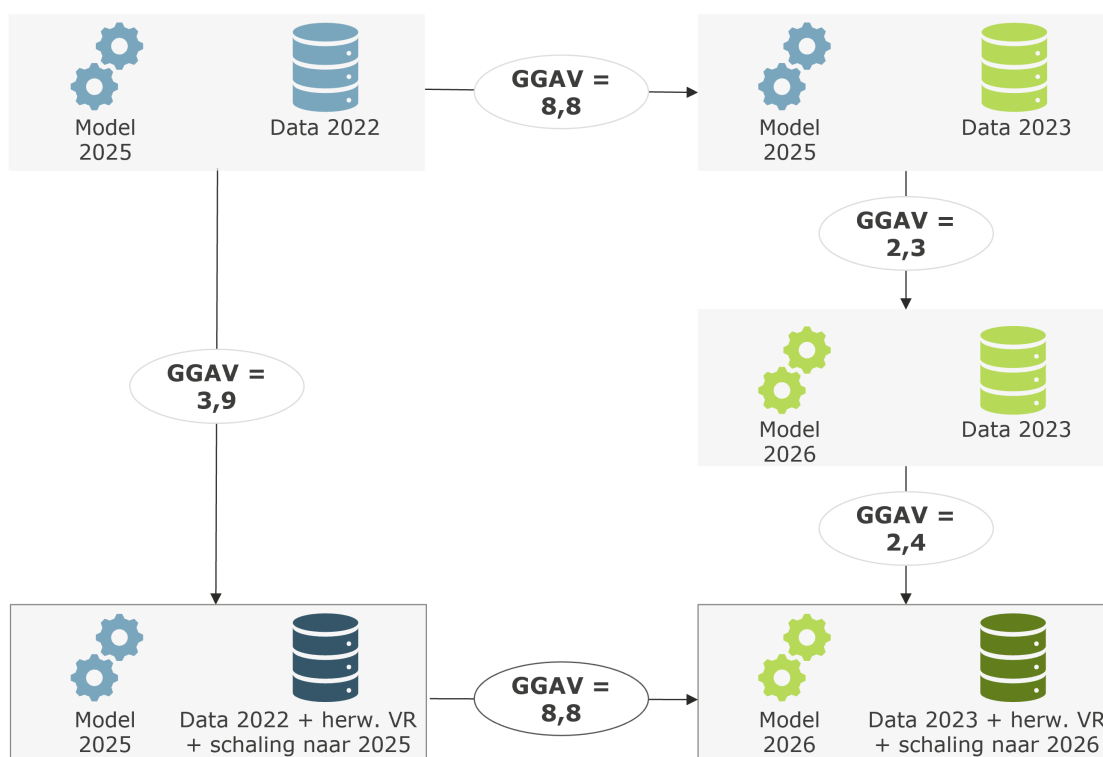 Model
2025
Data 2022
GGAV =
8,8
Model
2025
Data 2023
GGAV =
2,3
Model
2026
Data 2023
GGAV =
3,9
GGAV =
2,4
Model
2025
Data 2022 + herw. VR
+ schaling naar 2025
GGAV =
8,8
Model
2026
Data 2023 + herw. VR
+ schaling naar 2026